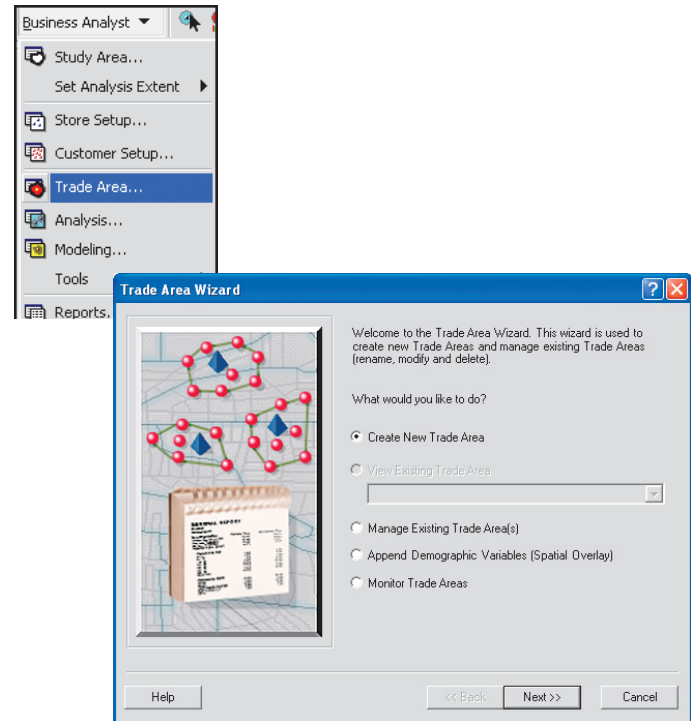 Business Analyst
Study Area...
Set Analysis Extent
Store Setup...
Customer Setup...
Trade Area...
Analysis...
Modeling...
Tools
Reports.
Trade Area Wizard
Welcome to the Trade Area Wizard. This wizard is used to
create new Trade Areas and manage existing Trade Areas
(rename, modify and delete).
What would you like to do?
Create New Trade Area
View Existing Trade Area
Manage Existing Trade Area(s)
Append Demographic Variables (Spatial Overlay)
Monitor Trade Areas
Help
<< Back
Next >>
Cancel